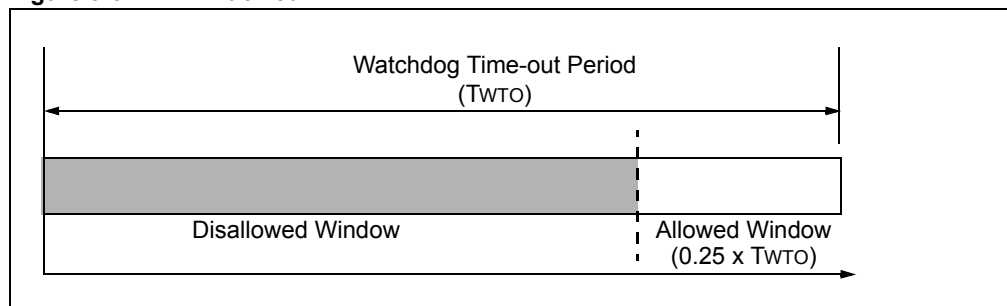 Watchdog Time-out Period
(TWTO)
Disallowed Window
Allowed Window
(0.25 x TWTO)